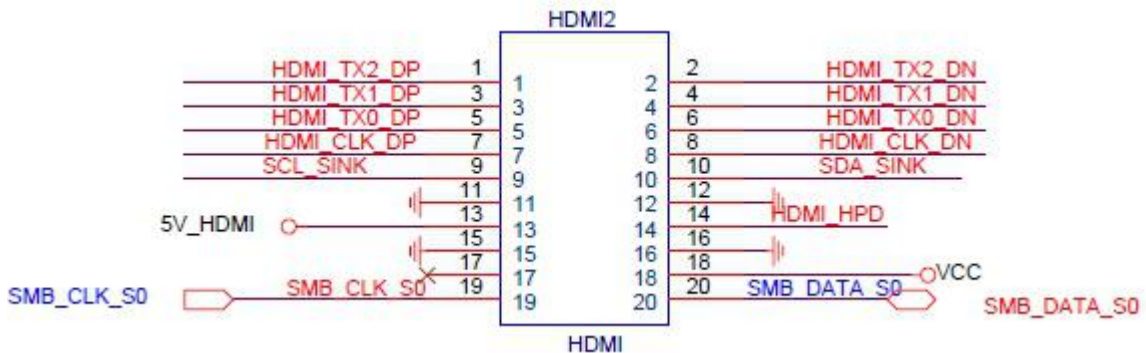 HDMI2
HDMI_TX2_DP 1 1 2 2 HDMI_TX2_DN
HDMI_TX1_DP 3 3 4 4 HDMI_TX1_DN
HDMI_TX0_DP 5 5 6 6 HDMI_TX0_DN
HDMI_CLK_DP 7 7 8 8 HDMI_CLK_DN
SCL_SINK 9 9 10 10 SDA_SINK
11 11 12 12
5V_HDMI 13 13 14 14 HDMI_HPD
15 15 16 16
17 17 18 18 VCC
SMB_CLK_S0 SMB_CLK_S0 19 19 20 20 SMB_DATA_S0 SMB_DATA_S0
HDMI